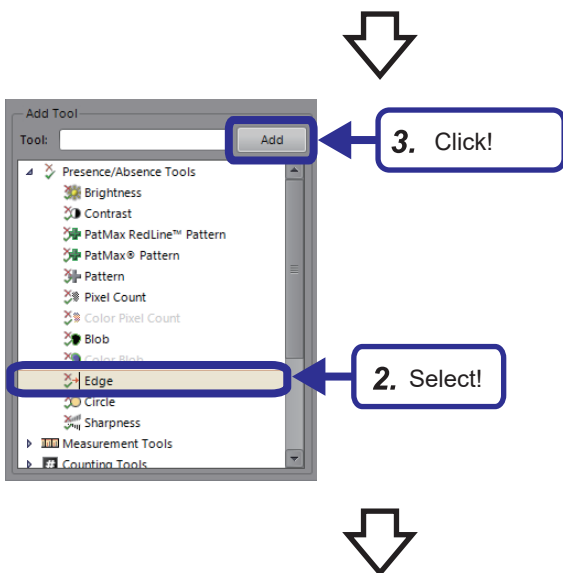 Add Tool
Tool:
Add
3. Click!
Presence/Absence Tools
Brightness
Contrast
PatMax RedLine™ Pattern
PatMax® Pattern
Pattern
Pixel Count
Color Pixel Count
Blob
Color Blob
Edge
2. Select!
Circle
Sharpness
Measurement Tools
Counting Tools